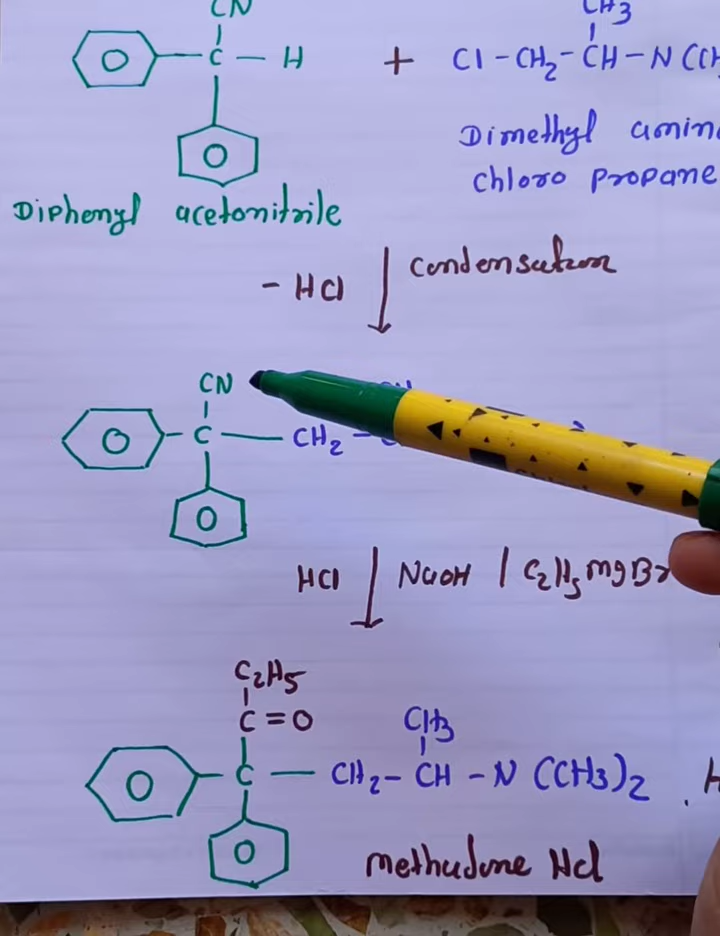 CN
CH3
C — H + Cl – CH2 – CH – N (CH
Dimethyl amin
chloro propane
Diphenyl acetonitrile
– HCl condensation
CN
C — CH2 –
HCl NaOH / C2H5MgBr
C2H5
C = O
CH3
C — CH2 – CH – N (CH3)2 . H
methadone Hcl